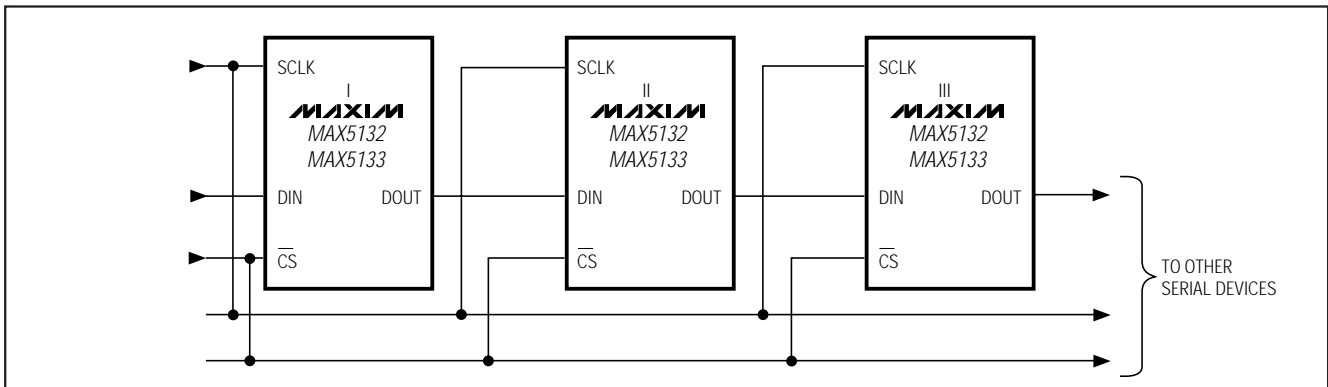 SCLK
I
MAXIM
MAX5132
MAX5133
DIN
DOUT
CS
SCLK
II
MAXIM
MAX5132
MAX5133
DIN
DOUT
CS
SCLK
III
MAXIM
MAX5132
MAX5133
DIN
DOUT
CS
TO OTHER
SERIAL DEVICES